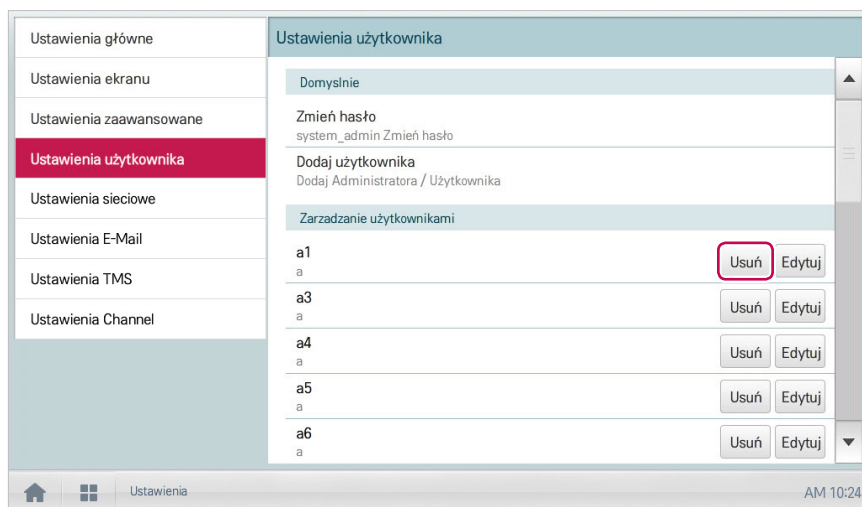 Ustawienia główne
Ustawienia ekranu
Ustawienia zaawansowane
Ustawienia użytkownika
Ustawienia sieciowe
Ustawienia E-Mail
Ustawienia TMS
Ustawienia Channel
Ustawienia użytkownika
Domyslnie
Zmień hasło
system_admin Zmień hasło
Dodaj użytkownika
Dodaj Administratora / Użytkownika
Zarzadzanie użytkownikami
a1
a
Usuń Edytuj
a3
a
Usuń Edytuj
a4
a
Usuń Edytuj
a5
a
Usuń Edytuj
a6
a
Usuń Edytuj
Ustawienia
AM 10:24